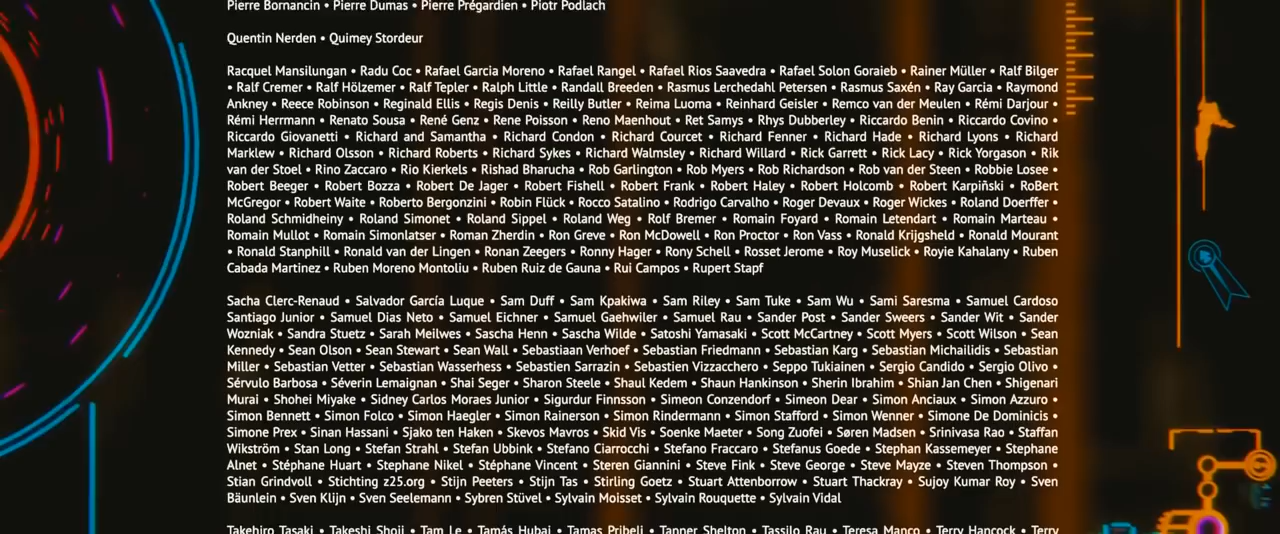 Pierre Bornancin • Pierre Dumas • Pierre Prégardien • Piotr Podlach
Quentin Nerden • Quimey Stordeur
Racquel Mansilungan • Radu Coc • Rafael Garcia Moreno • Rafael Rangel • Rafael Rios Saavedra • Rafael Solon Goraieb • Rainer Müller • Ralf Bilger
• Ralf Cremer • Ralf Hölzemer • Ralf Tepler • Ralph Little • Randall Breeden • Rasmus Lerchedahl Petersen • Rasmus Saxén • Ray Garcia • Raymond
Ankney • Reece Robinson • Reginald Ellis • Regis Denis • Reilly Butler • Reima Luoma • Reinhard Geisler • Remco van der Meulen • Rémi Darjour •
Rémi Herrmann • Renato Sousa • René Genz • Rene Poisson • Reno Maenhout • Ret Samys • Rhys Dubberley • Riccardo Benin • Riccardo Covino •
Riccardo Giovanetti • Richard and Samantha • Richard Condon • Richard Courcet • Richard Fenner • Richard Hade • Richard Lyons • Richard
Marklew • Richard Olsson • Richard Roberts • Richard Sykes • Richard Walmsley • Richard Willard • Rick Garrett • Rick Lacy • Rick Yorgason • Rik
van der Stoel • Rino Zaccaro • Rio Kierkels • Rishad Bharucha • Rob Garlington • Rob Myers • Rob Richardson • Rob van der Steen • Robbie Losee •
Robert Beeger • Robert Bozza • Robert De Jager • Robert Fishell • Robert Frank • Robert Haley • Robert Holcomb • Robert Karpiñski • RoBert
McGregor • Robert Waite • Roberto Bergonzini • Robin Flück • Rocco Satalino • Rodrigo Carvalho • Roger Devaux • Roger Wickes • Roland Doerffer •
Roland Schmidheiny • Roland Simonet • Roland Sippel • Roland Weg • Rolf Bremer • Romain Foyard • Romain Letendart • Romain Marteau •
Romain Mullot • Romain Simonlatser • Roman Zherdin • Ron Greve • Ron McDowell • Ron Proctor • Ron Vass • Ronald Krijgsheld • Ronald Mourant
• Ronald Stanphill • Ronald van der Lingen • Ronan Zeegers • Ronny Hager • Rony Schell • Rosset Jerome • Roy Muselick • Royie Kahalany • Ruben
Cabada Martinez • Ruben Moreno Montoliu • Ruben Ruiz de Gauna • Rui Campos • Rupert Stapf
Sacha Clerc-Renaud • Salvador García Luque • Sam Duff • Sam Kpakiwa • Sam Riley • Sam Tuke • Sam Wu • Sami Saresma • Samuel Cardoso
Santiago Junior • Samuel Dias Neto • Samuel Eichner • Samuel Gaehwiler • Samuel Rau • Sander Post • Sander Sweers • Sander Wit • Sander
Wozniak • Sandra Stuetz • Sarah Meilwes • Sascha Henn • Sascha Wilde • Satoshi Yamasaki • Scott McCartney • Scott Myers • Scott Wilson • Sean
Kennedy • Sean Olson • Sean Stewart • Sean Wall • Sebastiaan Verhoef • Sebastian Friedmann • Sebastian Karg • Sebastian Michailidis • Sebastian
Miller • Sebastian Vetter • Sebastian Wasserhess • Sebastien Sarrazin • Sebastien Vizzacchero • Seppo Tukiainen • Sergio Candido • Sergio Olivo •
Sérvulo Barbosa • Séverin Lemaignan • Shai Seger • Sharon Steele • Shaul Kedem • Shaun Hankinson • Sherin Ibrahim • Shian Jan Chen • Shigenari
Murai • Shohei Miyake • Sidney Carlos Moraes Junior • Sigurdur Finnsson • Simeon Conzendorf • Simeon Dear • Simon Anciaux • Simon Azzuro •
Simon Bennett • Simon Folco • Simon Haegler • Simon Rainerson • Simon Rindermann • Simon Stafford • Simon Wenner • Simone De Dominicis •
Simone Prex • Sinan Hassani • Sjako ten Haken • Skevos Mavros • Skid Vis • Soenke Maeter • Song Zuofei • Søren Madsen • Srinivasa Rao • Staffan
Wikström • Stan Long • Stefan Strahl • Stefan Ubbink • Stefano Ciarrocchi • Stefano Fraccaro • Stefanus Goede • Stephan Kassemeyer • Stephane
Alnet • Stéphane Huart • Stephane Nikel • Stéphane Vincent • Steren Giannini • Steve Fink • Steve George • Steve Mayze • Steven Thompson •
Stian Grindvoll • Stichting z25.org • Stijn Peeters • Stijn Tas • Stirling Goetz • Stuart Attenborrow • Stuart Thackray • Sujoy Kumar Roy • Sven
Bäunlein • Sven Klijn • Sven Seelemann • Sybren Stüvel • Sylvain Moisset • Sylvain Rouquette • Sylvain Vidal
Takehiro Tasaki • Takeshi Shoji • Tam Le • Tamás Hubai • Tamas Pribeli • Tanner Shelton • Tassilo Rau • Teresa Manco • Terry Hancock • Terry